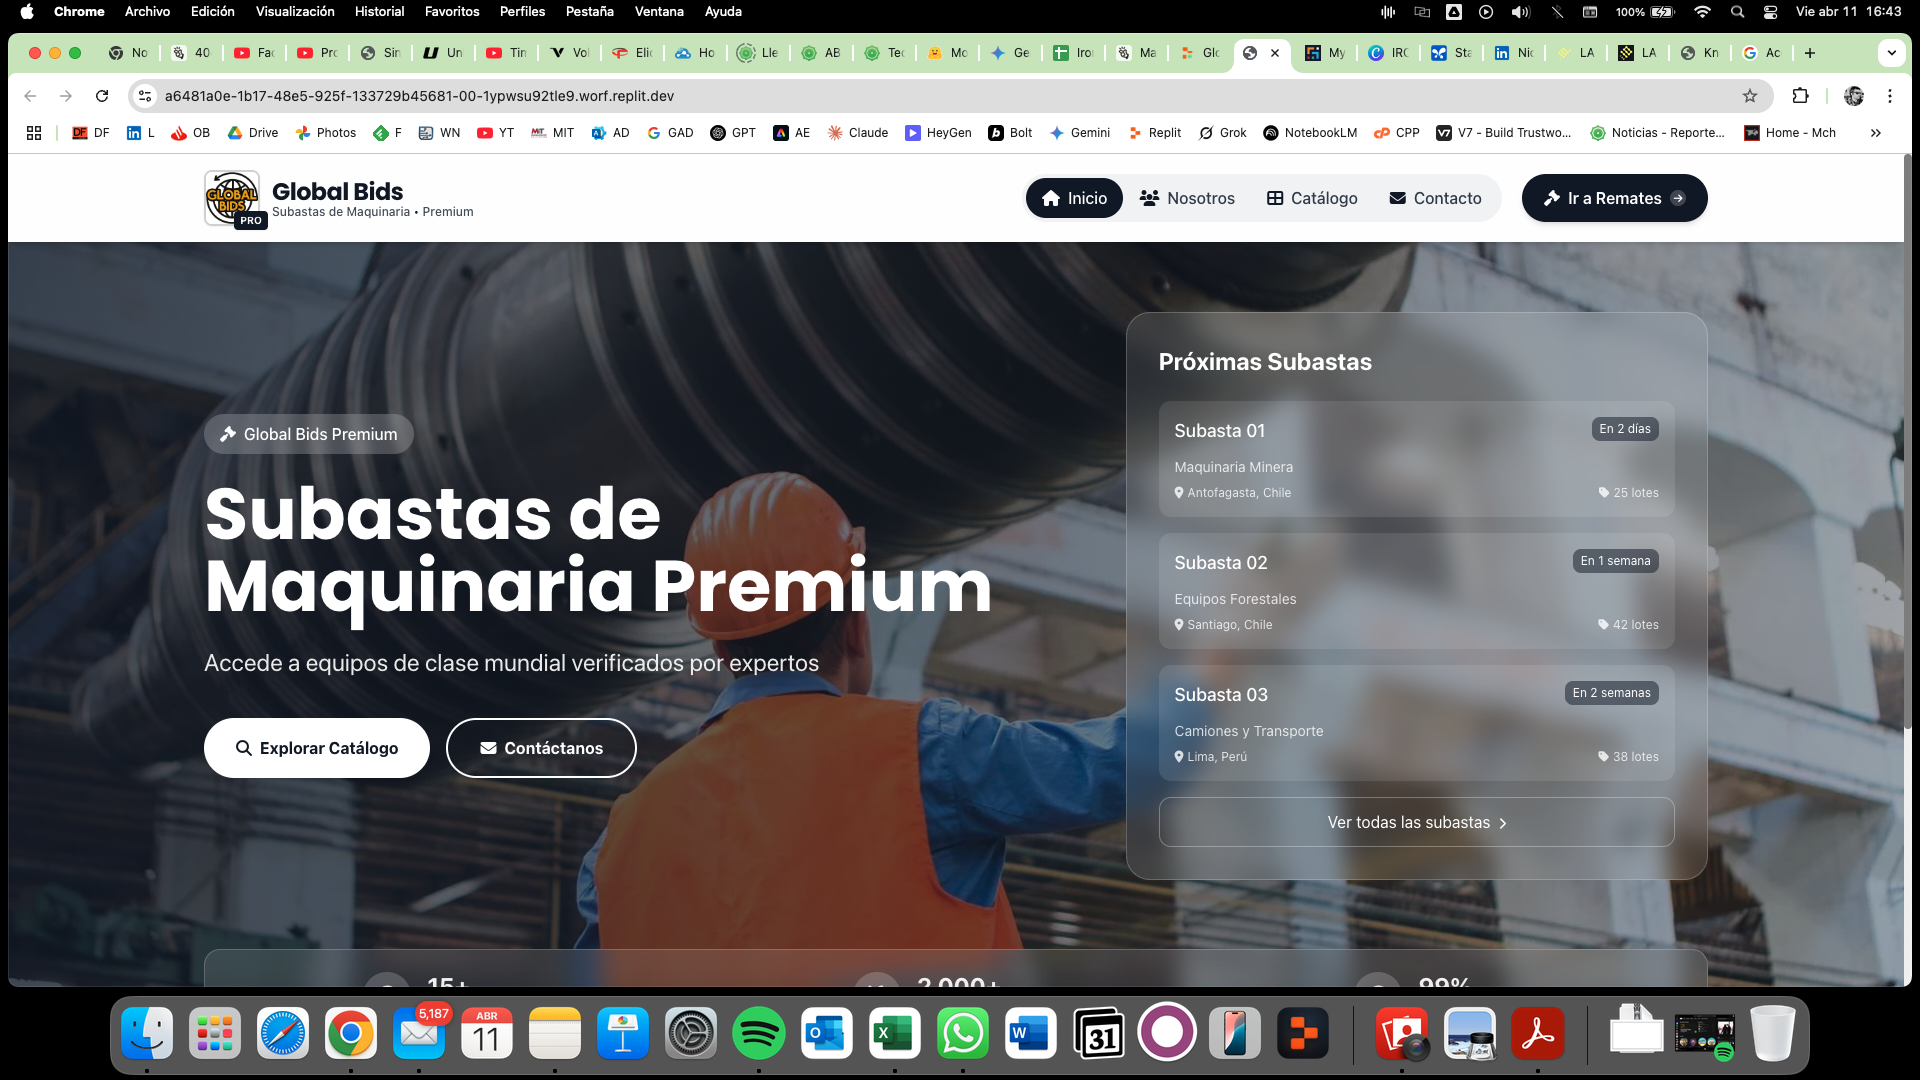 Chrome Archivo Edición Visualización Historial Favoritos Perfiles Pestaña Ventana Ayuda 100% Vie abr 11 16:43
No 40 Fac Pro Sin Un Tin Vol Elic Ho Lle AB Tec Mo Ge Iro Ma Glo My IRC Sta Nic LA LA Kn Ac
a6481a0e-1b17-48e5-925f-133729b45681-00-1ypwsu92tle9.worf.replit.dev
DF L OB Drive Photos F WN YT MIT AD GAD GPT AE Claude HeyGen Bolt Gemini Replit Grok NotebookLM CPP V7 - Build Trustwo... Noticias - Reporte... Home - Mch
GLOBAL BIDS
PRO
Global Bids
Subastas de Maquinaria • Premium
Inicio Nosotros Catálogo Contacto Ir a Remates
Global Bids Premium
Subastas de
Maquinaria Premium
Accede a equipos de clase mundial verificados por expertos
Explorar Catálogo Contáctanos
Próximas Subastas
Subasta 01 En 2 días
Maquinaria Minera
Antofagasta, Chile 25 lotes
Subasta 02 En 1 semana
Equipos Forestales
Santiago, Chile 42 lotes
Subasta 03 En 2 semanas
Camiones y Transporte
Lima, Perú 38 lotes
Ver todas las subastas
15+ 2.000+ 99%
5,187
ABR
11
31